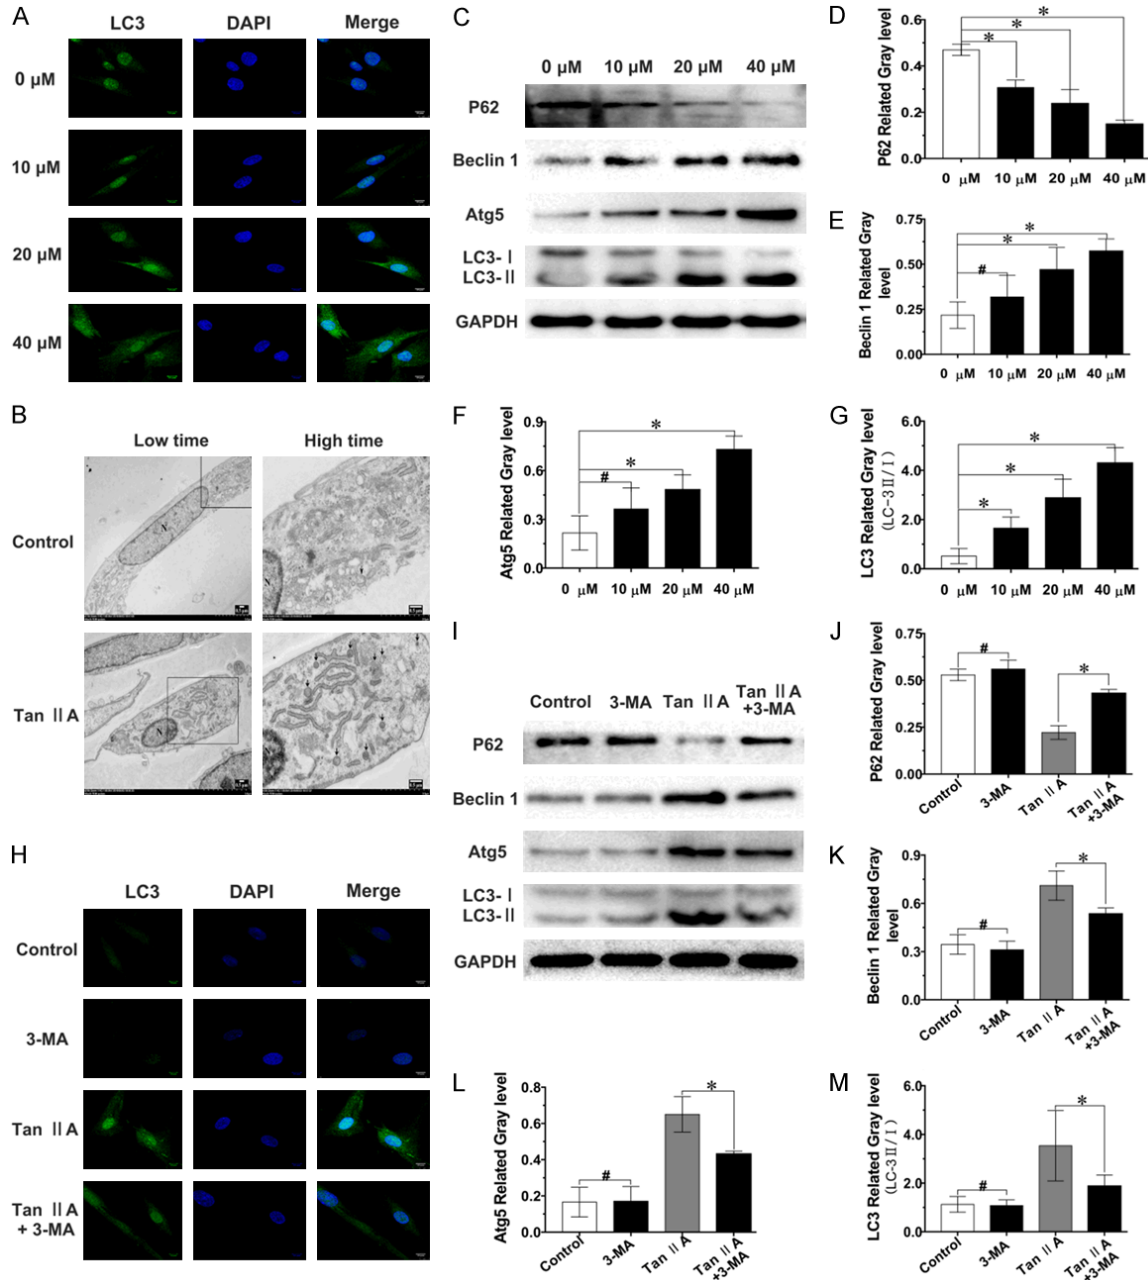 A
LC3 DAPI Merge
0 μM
10 μM
20 μM
40 μM
B
Low time High time
Control
N
N
Tan ⅡA
N
C
0 μM 10 μM 20 μM 40 μM
P62
Beclin 1
Atg5
LC3-Ⅰ
LC3-Ⅱ
GAPDH
D
P62 Related Gray level
0.6
0.4
0.2
0.0
* * *
0 μM 10 μM 20 μM 40 μM
E
Beclin 1 Related Gray
level
0.75
0.50
0.25
0.00
# * *
0 μM 10 μM 20 μM 40 μM
F
Atg5 Related Gray level
0.9
0.6
0.3
0.0
# * *
0 μM 10 μM 20 μM 40 μM
G
LC3 Related Gray level
(LC-3Ⅱ/Ⅰ)
6.0
4.0
2.0
0.0
* * *
0 μM 10 μM 20 μM 40 μM
H
LC3 DAPI Merge
Control
3-MA
Tan ⅡA
Tan ⅡA
+ 3-MA
I
Control 3-MA Tan ⅡA Tan ⅡA
+3-MA
P62
Beclin 1
Atg5
LC3-Ⅰ
LC3-Ⅱ
GAPDH
J
P62 Related Gray level
0.75
0.50
0.25
0.00
# *
Control 3-MA Tan ⅡA Tan ⅡA
+3-MA
K
Beclin 1 Related Gray
level
0.9
0.6
0.3
0.0
# *
Control 3-MA Tan ⅡA Tan ⅡA
+3-MA
L
Atg5 Related Gray level
0.8
0.6
0.4
0.2
0.0
# *
Control 3-MA Tan ⅡA Tan ⅡA
+3-MA
M
LC3 Related Gray level
(LC-3Ⅱ/Ⅰ)
6.0
4.0
2.0
0.0
# *
Control 3-MA Tan ⅡA Tan ⅡA
+3-MA